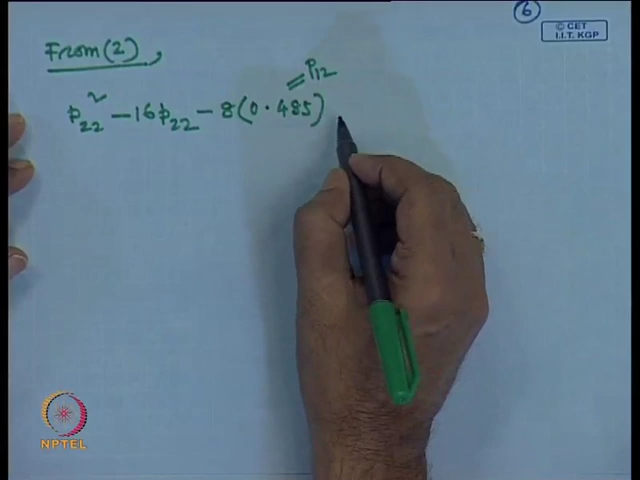 6
© CET
I.I.T. KGP
From (2),
= p₁₂
p₂₂² - 16p₂₂ - 8(0.485)
NPTEL